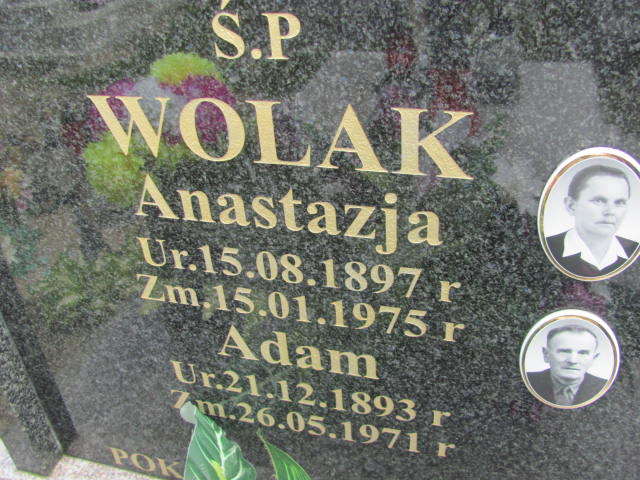 Ś.P
WOLAK
Anastazja
Ur.15.08.1897 r
Zm.15.01.1975 r
Adam
Ur.21.12.1893 r
Zm.26.05.1971 r